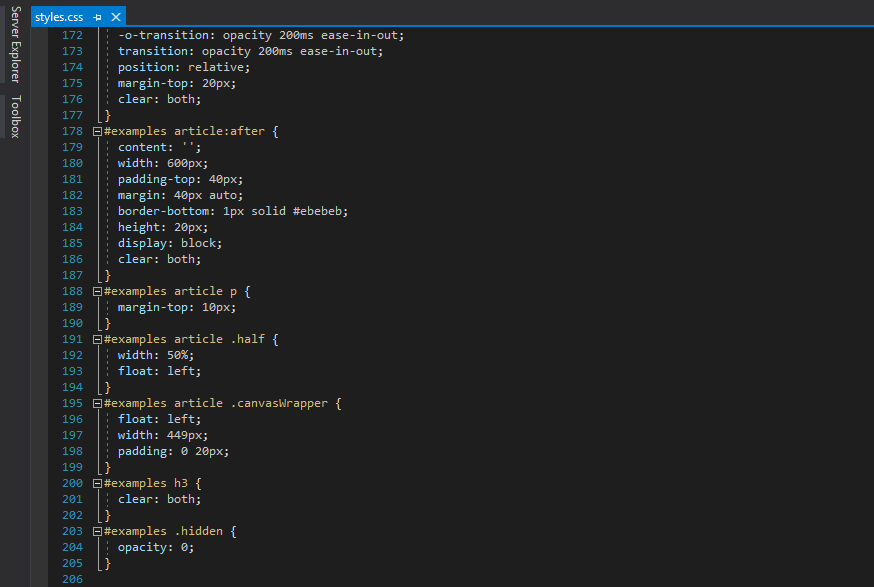 Server Explorer
Toolbox
styles.css
172 -o-transition: opacity 200ms ease-in-out;
173 transition: opacity 200ms ease-in-out;
174 position: relative;
175 margin-top: 20px;
176 clear: both;
177 }
178 #examples article:after {
179 content: '';
180 width: 600px;
181 padding-top: 40px;
182 margin: 40px auto;
183 border-bottom: 1px solid #ebebeb;
184 height: 20px;
185 display: block;
186 clear: both;
187 }
188 #examples article p {
189 margin-top: 10px;
190 }
191 #examples article .half {
192 width: 50%;
193 float: left;
194 }
195 #examples article .canvasWrapper {
196 float: left;
197 width: 449px;
198 padding: 0 20px;
199 }
200 #examples h3 {
201 clear: both;
202 }
203 #examples .hidden {
204 opacity: 0;
205 }
206